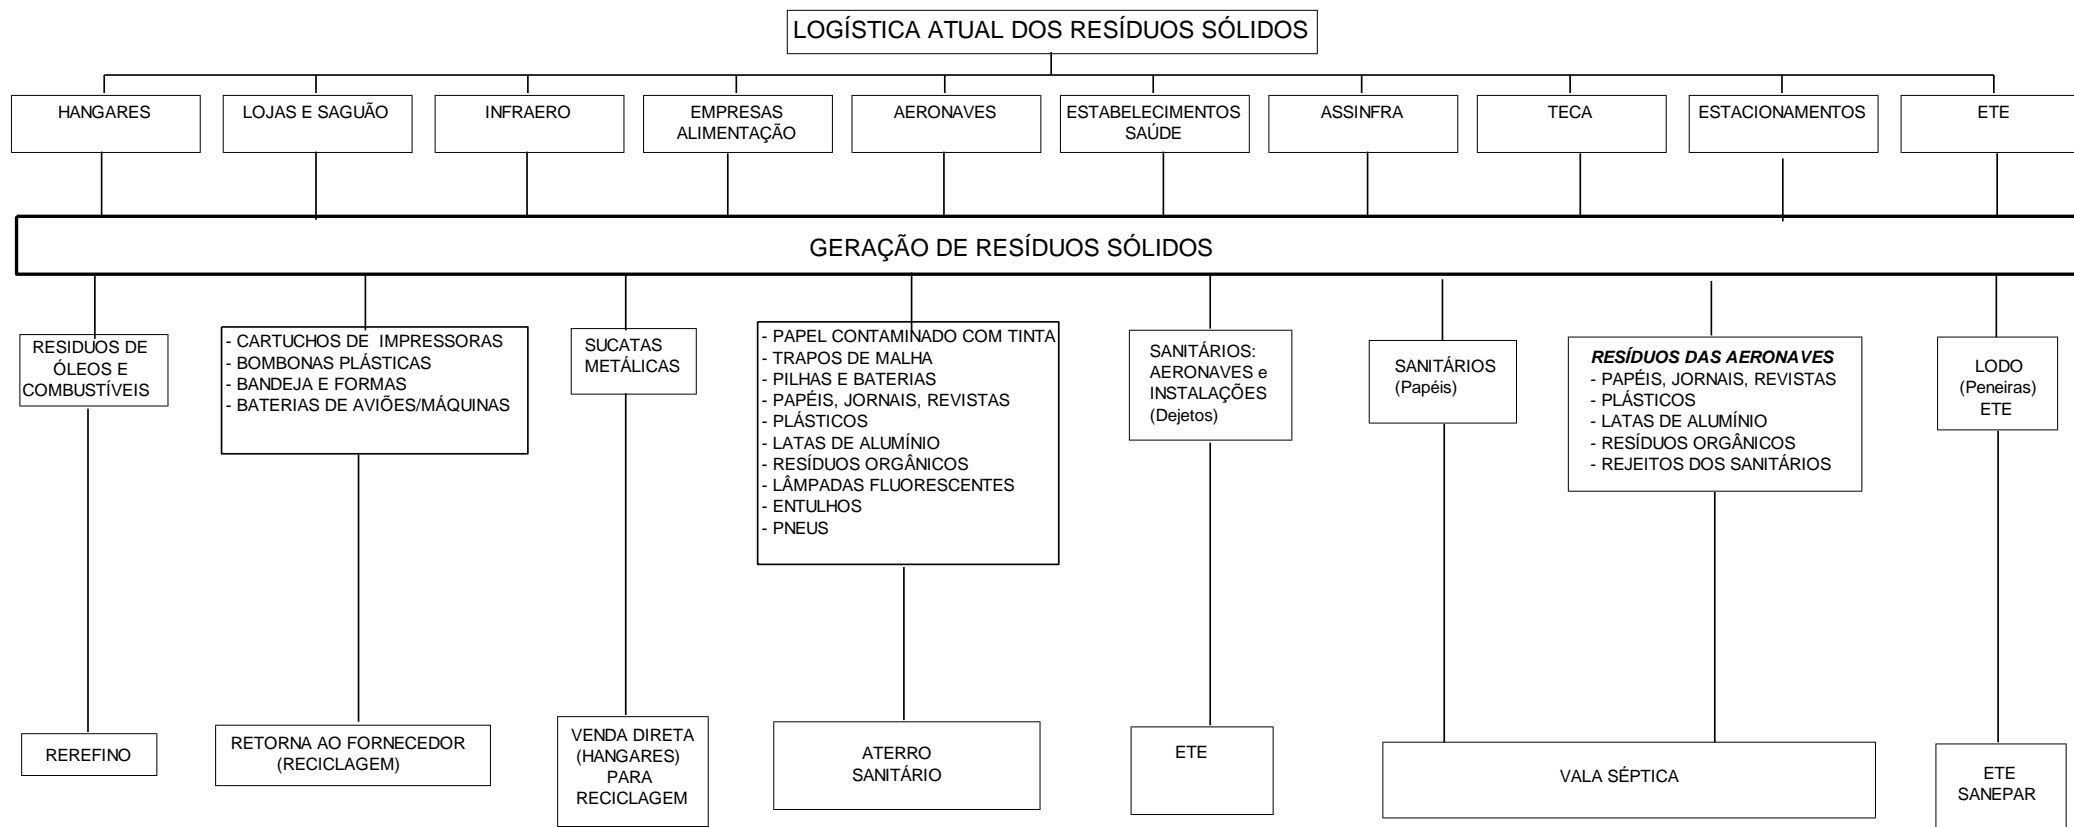 LOGÍSTICA ATUAL DOS RESÍDUOS SÓLIDOS
HANGARES
LOJAS E SAGUÃO
INFRAERO
EMPRESAS
ALIMENTAÇÃO
AERONAVES
ESTABELECIMENTOS
SAÚDE
ASSINFRA
TECA
ESTACIONAMENTOS
ETE
GERAÇÃO DE RESÍDUOS SÓLIDOS
RESIDUOS DE
ÓLEOS E
COMBUSTÍVEIS
- CARTUCHOS DE IMPRESSORAS
- BOMBONAS PLÁSTICAS
- BANDEJA E FORMAS
- BATERIAS DE AVIÕES/MÁQUINAS
SUCATAS
METÁLICAS
- PAPEL CONTAMINADO COM TINTA
- TRAPOS DE MALHA
- PILHAS E BATERIAS
- PAPÉIS, JORNAIS, REVISTAS
- PLÁSTICOS
- LATAS DE ALUMÍNIO
- RESÍDUOS ORGÂNICOS
- LÂMPADAS FLUORESCENTES
- ENTULHOS
- PNEUS
SANITÁRIOS:
AERONAVES e
INSTALAÇÕES
(Dejetos)
SANITÁRIOS
(Papéis)
RESÍDUOS DAS AERONAVES
- PAPÉIS, JORNAIS, REVISTAS
- PLÁSTICOS
- LATAS DE ALUMÍNIO
- RESÍDUOS ORGÂNICOS
- REJEITOS DOS SANITÁRIOS
LODO
(Peneiras)
ETE
REREFINO
RETORNA AO FORNECEDOR
(RECICLAGEM)
VENDA DIRETA
(HANGARES)
PARA
RECICLAGEM
ATERRO
SANITÁRIO
ETE
VALA SÉPTICA
ETE
SANEPAR